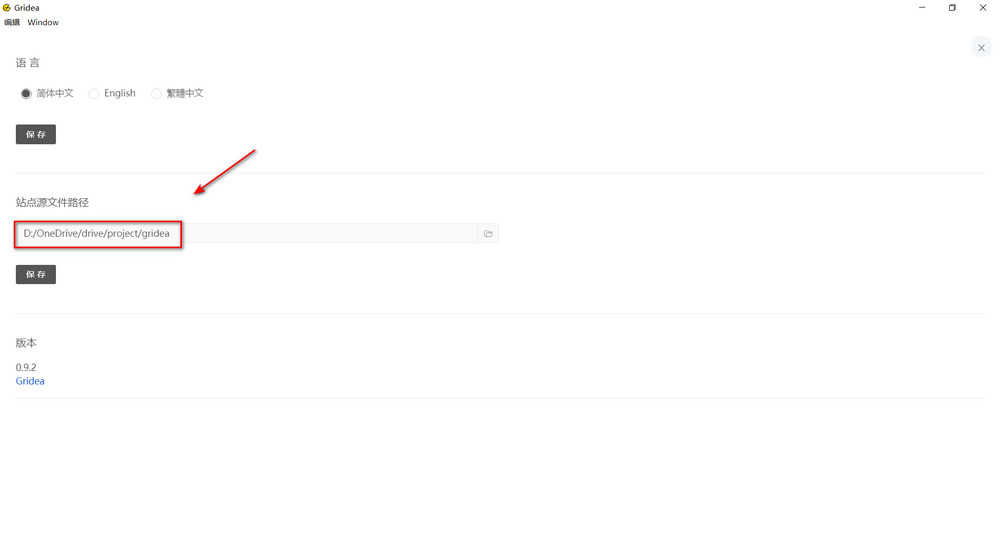 Gridea
编辑 Window
语 言
简体中文 English 繁體中文
保 存
站点源文件路径
D:/OneDrive/drive/project/gridea
保 存
版本
0.9.2
Gridea